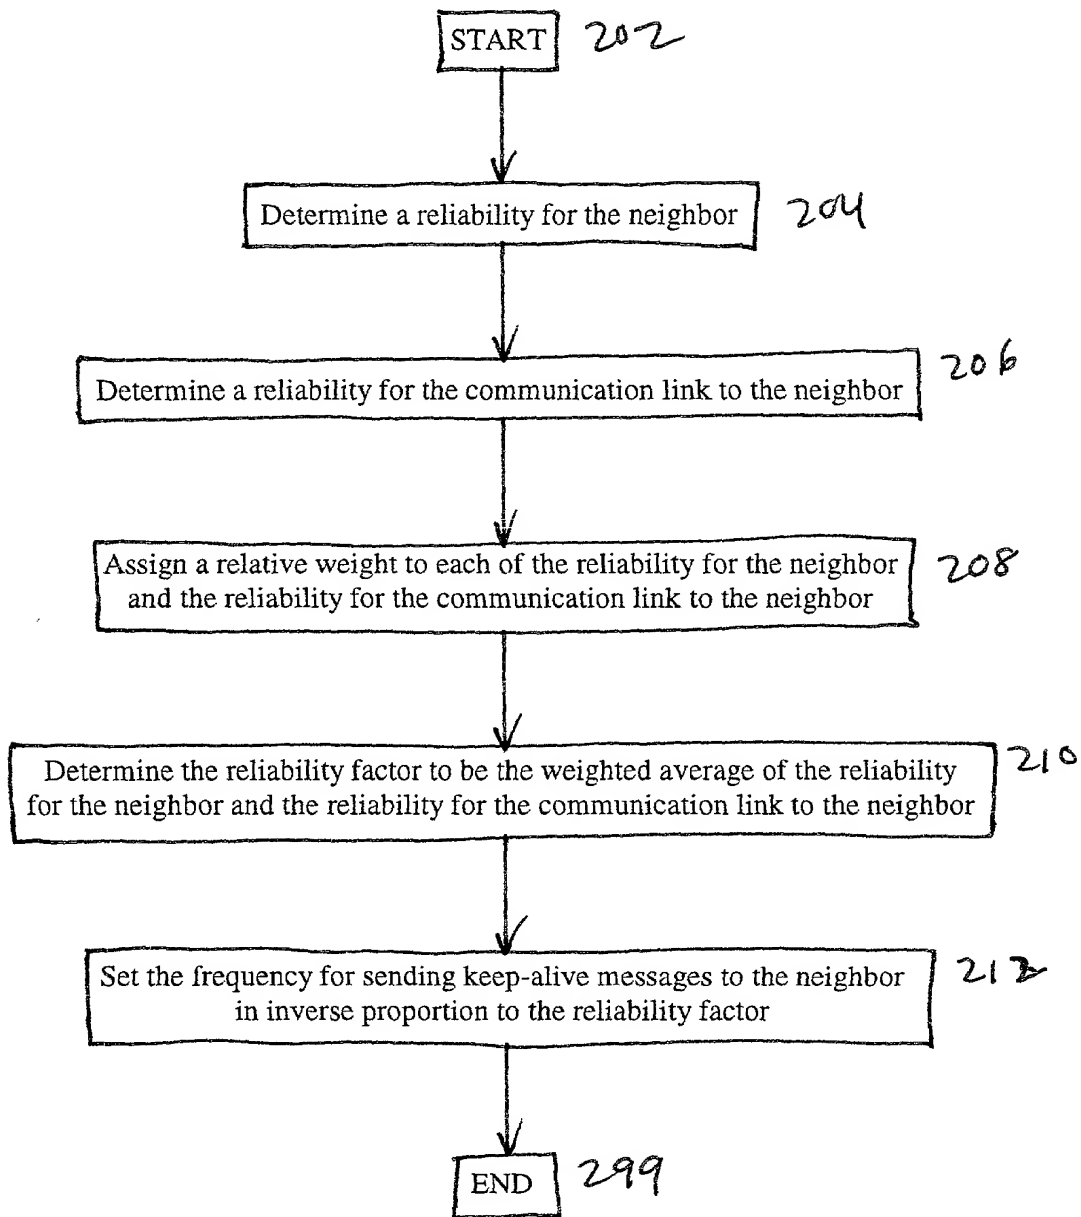 START 202
Determine a reliability for the neighbor 204
Determine a reliability for the communication link to the neighbor 206
Assign a relative weight to each of the reliability for the neighbor
and the reliability for the communication link to the neighbor 208
Determine the reliability factor to be the weighted average of the reliability
for the neighbor and the reliability for the communication link to the neighbor 210
Set the frequency for sending keep-alive messages to the neighbor
in inverse proportion to the reliability factor 212
END 299